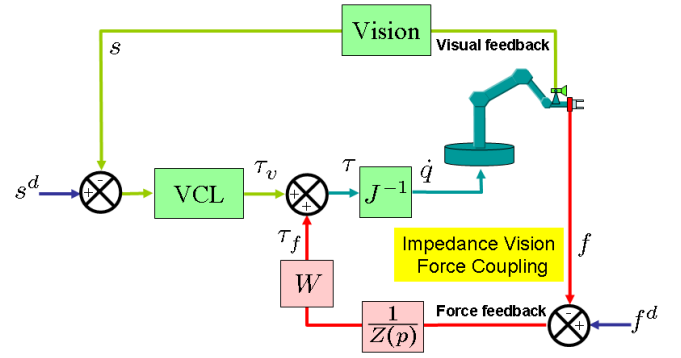 Vision
s
Visual feedback
-
s^d
+
VCL
τ_v
+
+
τ
J^{-1}
q̇
τ_f
Impedance Vision
Force Coupling
f
W
1
Z(p)
Force feedback
-
+
f^d